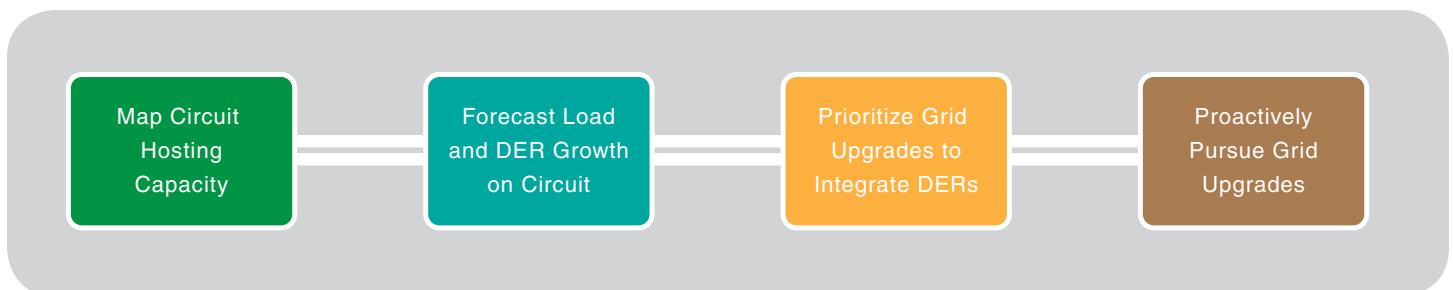 Map Circuit
Hosting
Capacity
Forecast Load
and DER Growth
on Circuit
Prioritize Grid
Upgrades to
Integrate DERs
Proactively
Pursue Grid
Upgrades